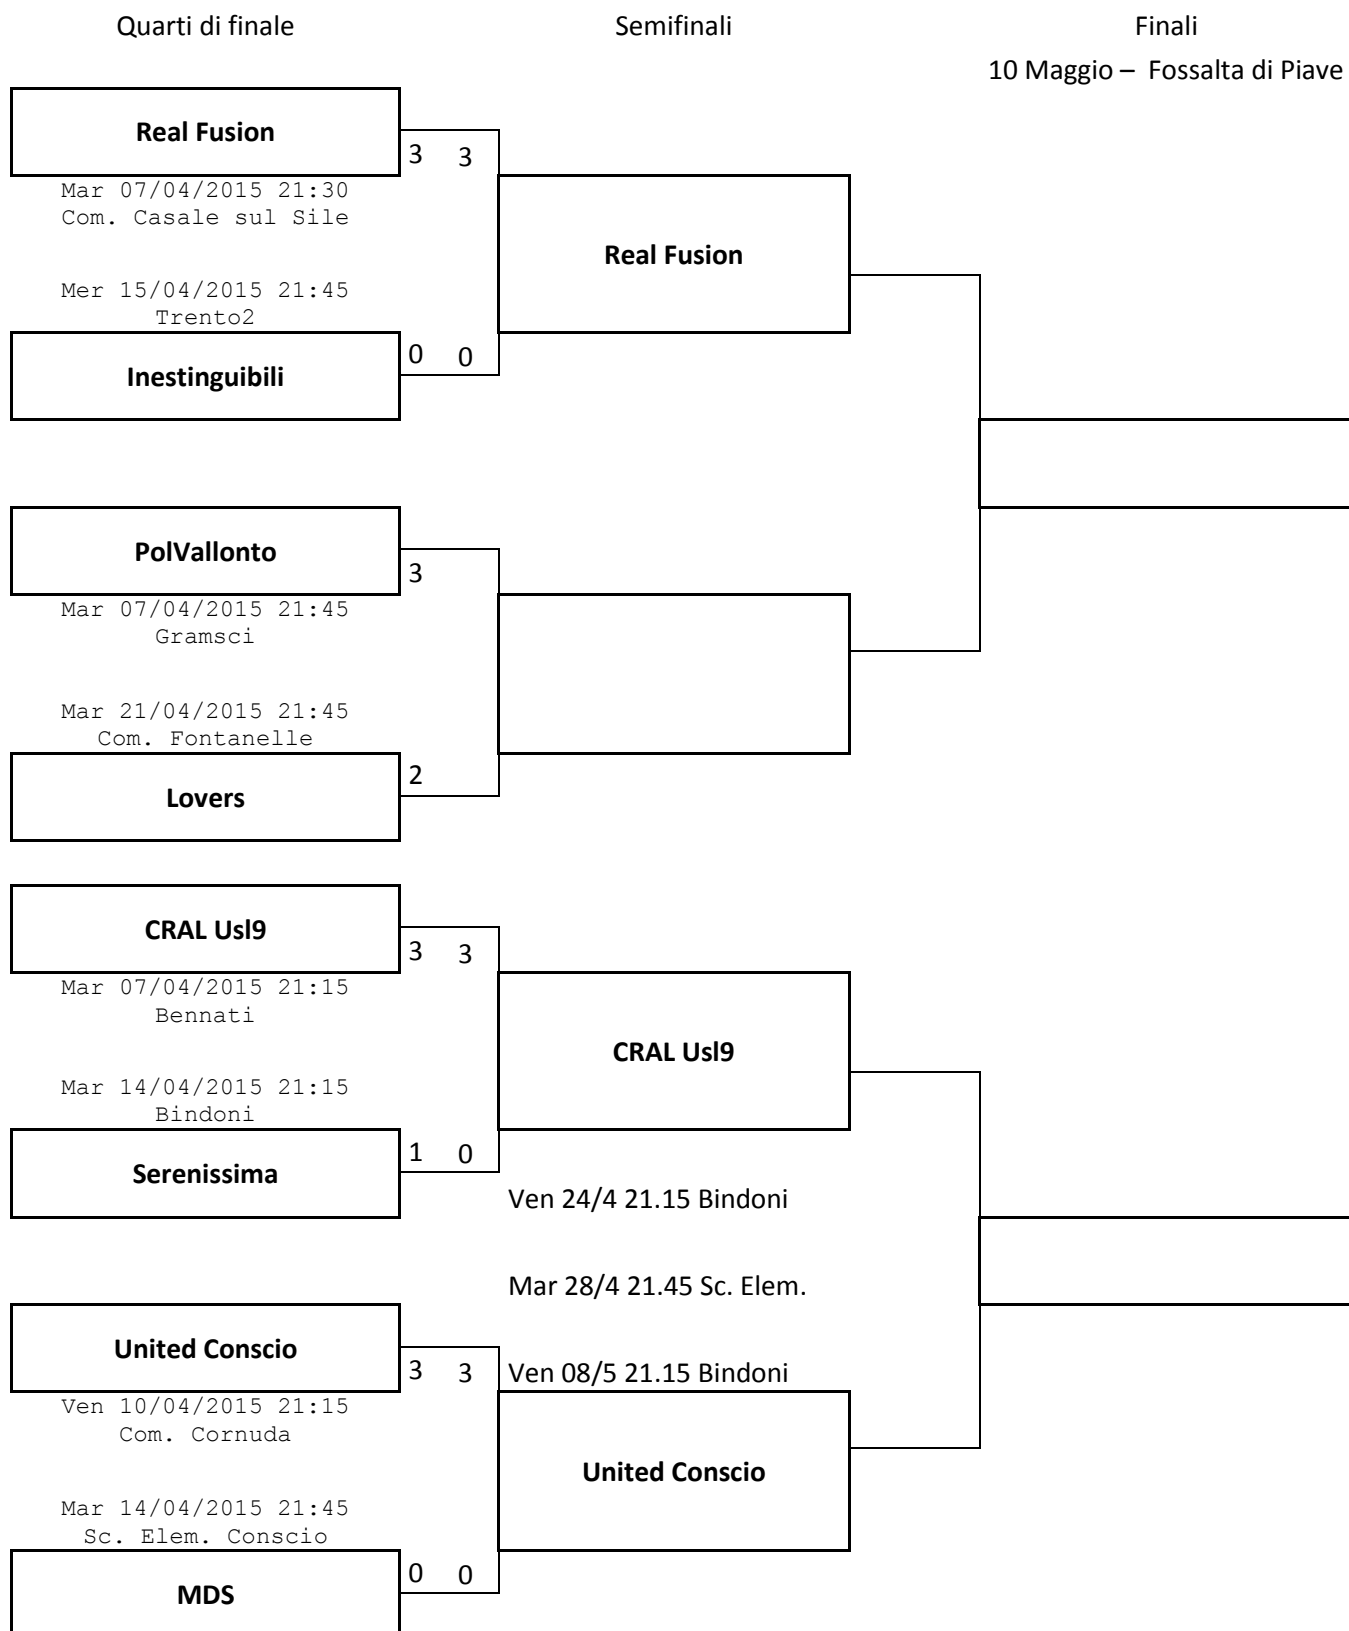 Quarti di finale
Semifinali
Finali
10 Maggio – Fossalta di Piave
Real Fusion
3 3
Mar 07/04/2015 21:30
Com. Casale sul Sile
Real Fusion
Mer 15/04/2015 21:45
Trento2
0 0
Inestinguibili
PolVallonto
3
Mar 07/04/2015 21:45
Gramsci
Mar 21/04/2015 21:45
Com. Fontanelle
2
Lovers
CRAL Usl9
3 3
Mar 07/04/2015 21:15
Bennati
CRAL Usl9
Mar 14/04/2015 21:15
Bindoni
1 0
Serenissima
Ven 24/4 21.15 Bindoni
Mar 28/4 21.45 Sc. Elem.
United Conscio
3 3
Ven 08/5 21.15 Bindoni
Ven 10/04/2015 21:15
Com. Cornuda
United Conscio
Mar 14/04/2015 21:45
Sc. Elem. Conscio
0 0
MDS